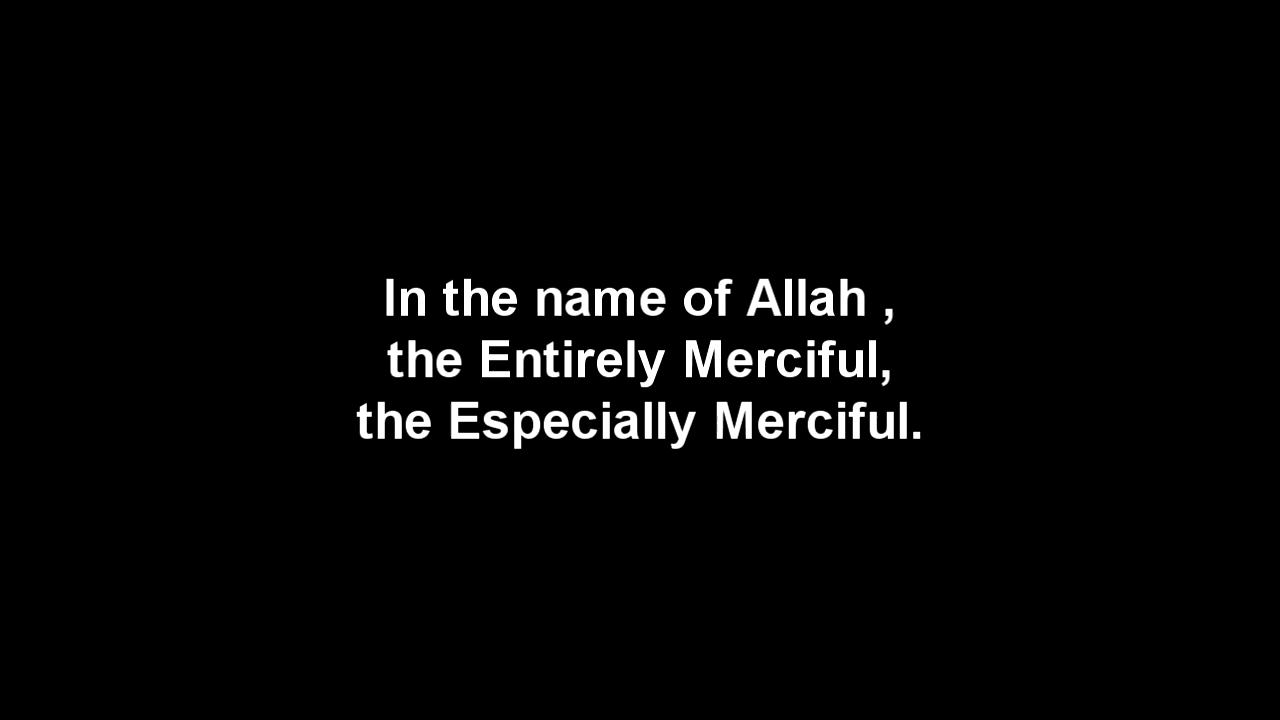 In the name of Allah ,
the Entirely Merciful,
the Especially Merciful.